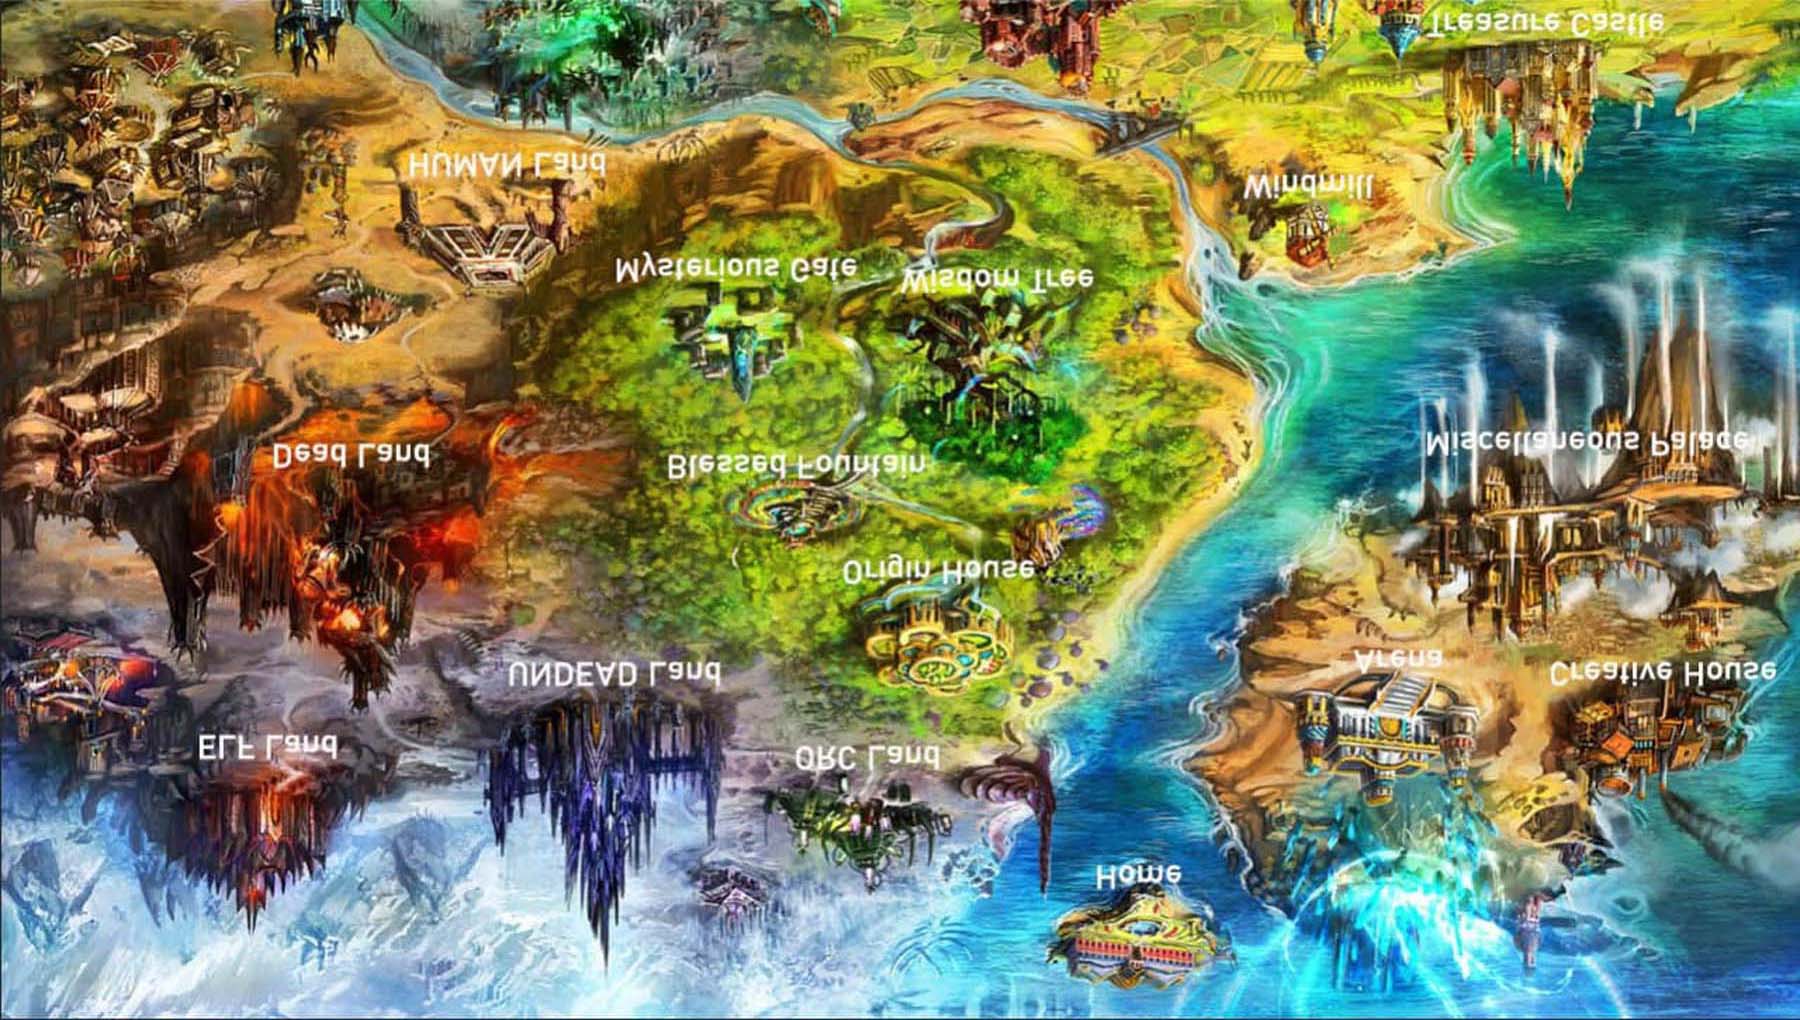 Treasure Castle
HUMAN Land
Windmill
Mysterious Gate
Wisdom Tree
Miscellaneous Palace
Dead Land
Blessed Fountain
Origin House
Arena
Creative House
UNDEAD Land
ELF Land
ORC Land
Home